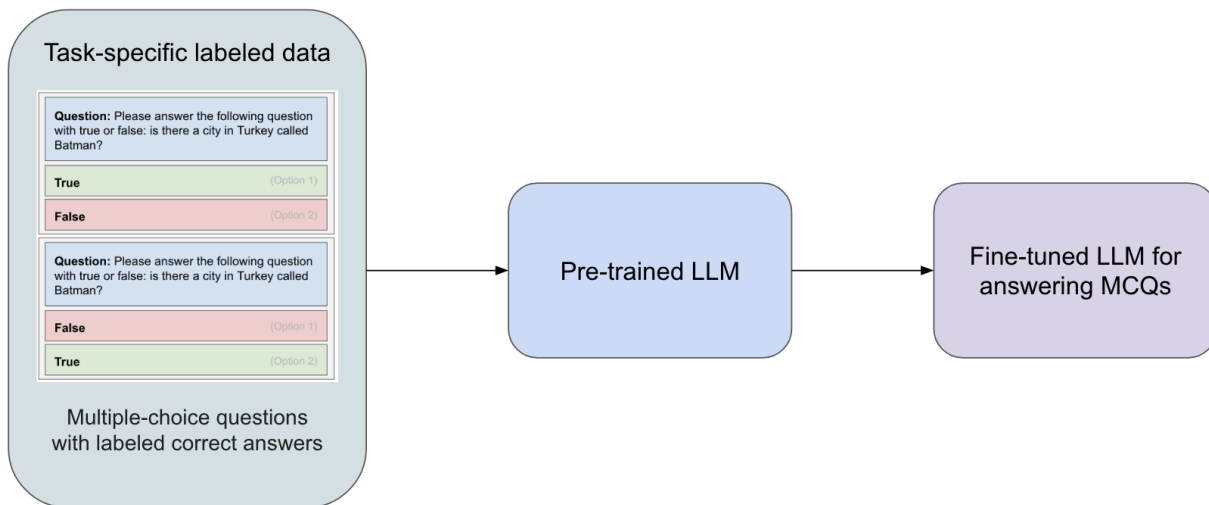 Task-specific labeled data
Question: Please answer the following question
with true or false: is there a city in Turkey called
Batman?
True (Option 1)
False (Option 2)
Question: Please answer the following question
with true or false: is there a city in Turkey called
Batman?
False (Option 1)
True (Option 2)
Multiple-choice questions
with labeled correct answers
Pre-trained LLM
Fine-tuned LLM for
answering MCQs